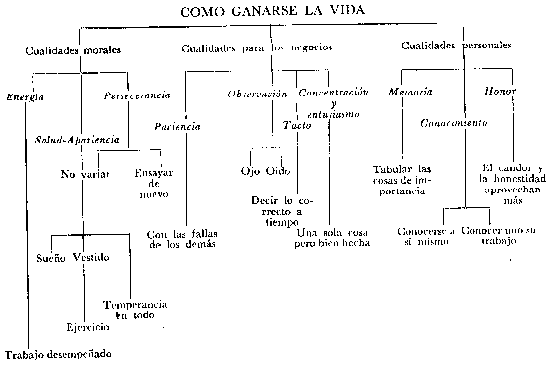 COMO GANARSE LA VIDA
Cualidades morales
Cualidades para los negocios
Cualidades personales
Energía
Perseverancia
Salud-Apariencia
No variar
Ensayar
de
nuevo
Sueño
Vestido
Temperancia
en todo
Ejercicio
Trabajo desempeñado
Paciencia
Observación
Tacto
Concentración
y
entusiasmo
Ojo
Oído
Decir lo co-
rrecto a
tiempo
Con las fallas
de los demás
Una sola cosa
pero bien hecha
Memoria
Honor
Conocimiento
Tabular las
cosas de im-
portancia
El candor y
la honestidad
aprovechan
más
Conocerse a
sí mismo
Conocer uno su
trabajo